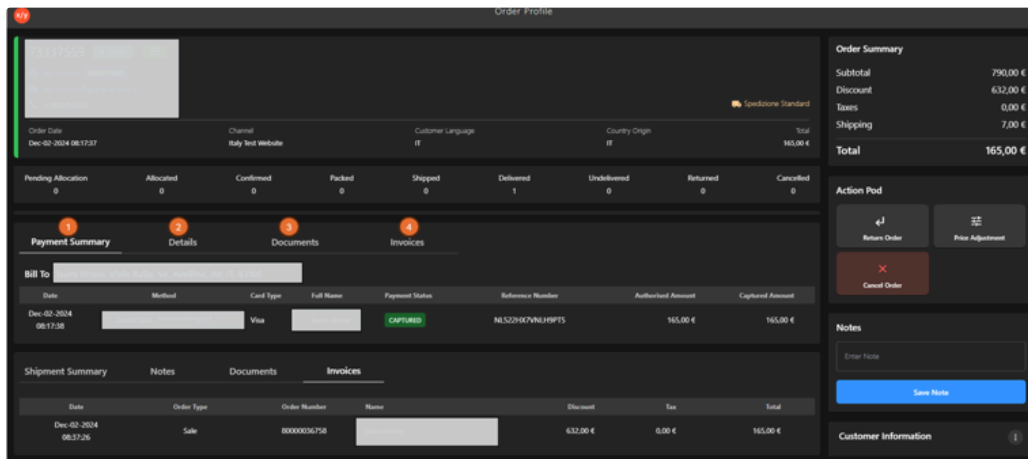 x/y
Order Profile
Spedizione Standard
Order Date Channel Customer Language Country Origin Total
Dec-02-2024 08:17:37 Italy Test Website IT IT 165,00 €
Pending Allocation Allocated Confirmed Packed Shipped Delivered Undelivered Returned Cancelled
0 0 0 0 0 1 0 0 0
1 2 3 4
Payment Summary Details Documents Invoices
Bill To
Date Method Card Type Full Name Payment Status Reference Number Authorised Amount Captured Amount
Dec-02-2024
08:17:38
Visa CAPTURED NLS22HX7VNLH9PT5 165,00 € 165,00 €
Shipment Summary Notes Documents Invoices
Date Order Type Order Number Name Discount Tax Total
Dec-02-2024
08:37:26
Sale 80000036758 632,00 € 0,00 € 165,00 €
Order Summary
Subtotal 790,00 €
Discount 632,00 €
Taxes 0,00 €
Shipping 7,00 €
Total 165,00 €
Action Pod
Return Order Price Adjustment
Cancel Order
Notes
Enter Note
Save Note
Customer Information